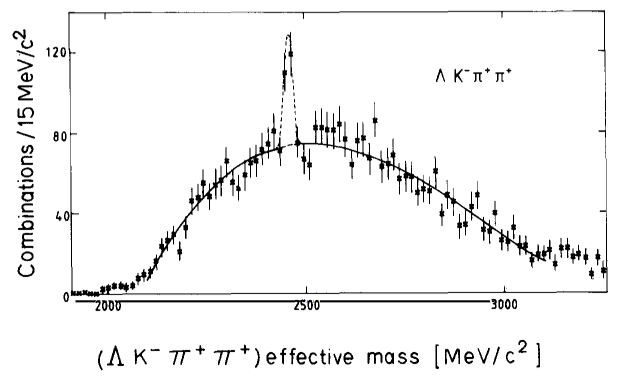 Combinations / 15 MeV/c²
120
80
40
0
Λ K⁻ π⁺ π⁺
2000
2500
3000
(Λ K⁻ π⁺ π⁺) effective mass [MeV/c²]